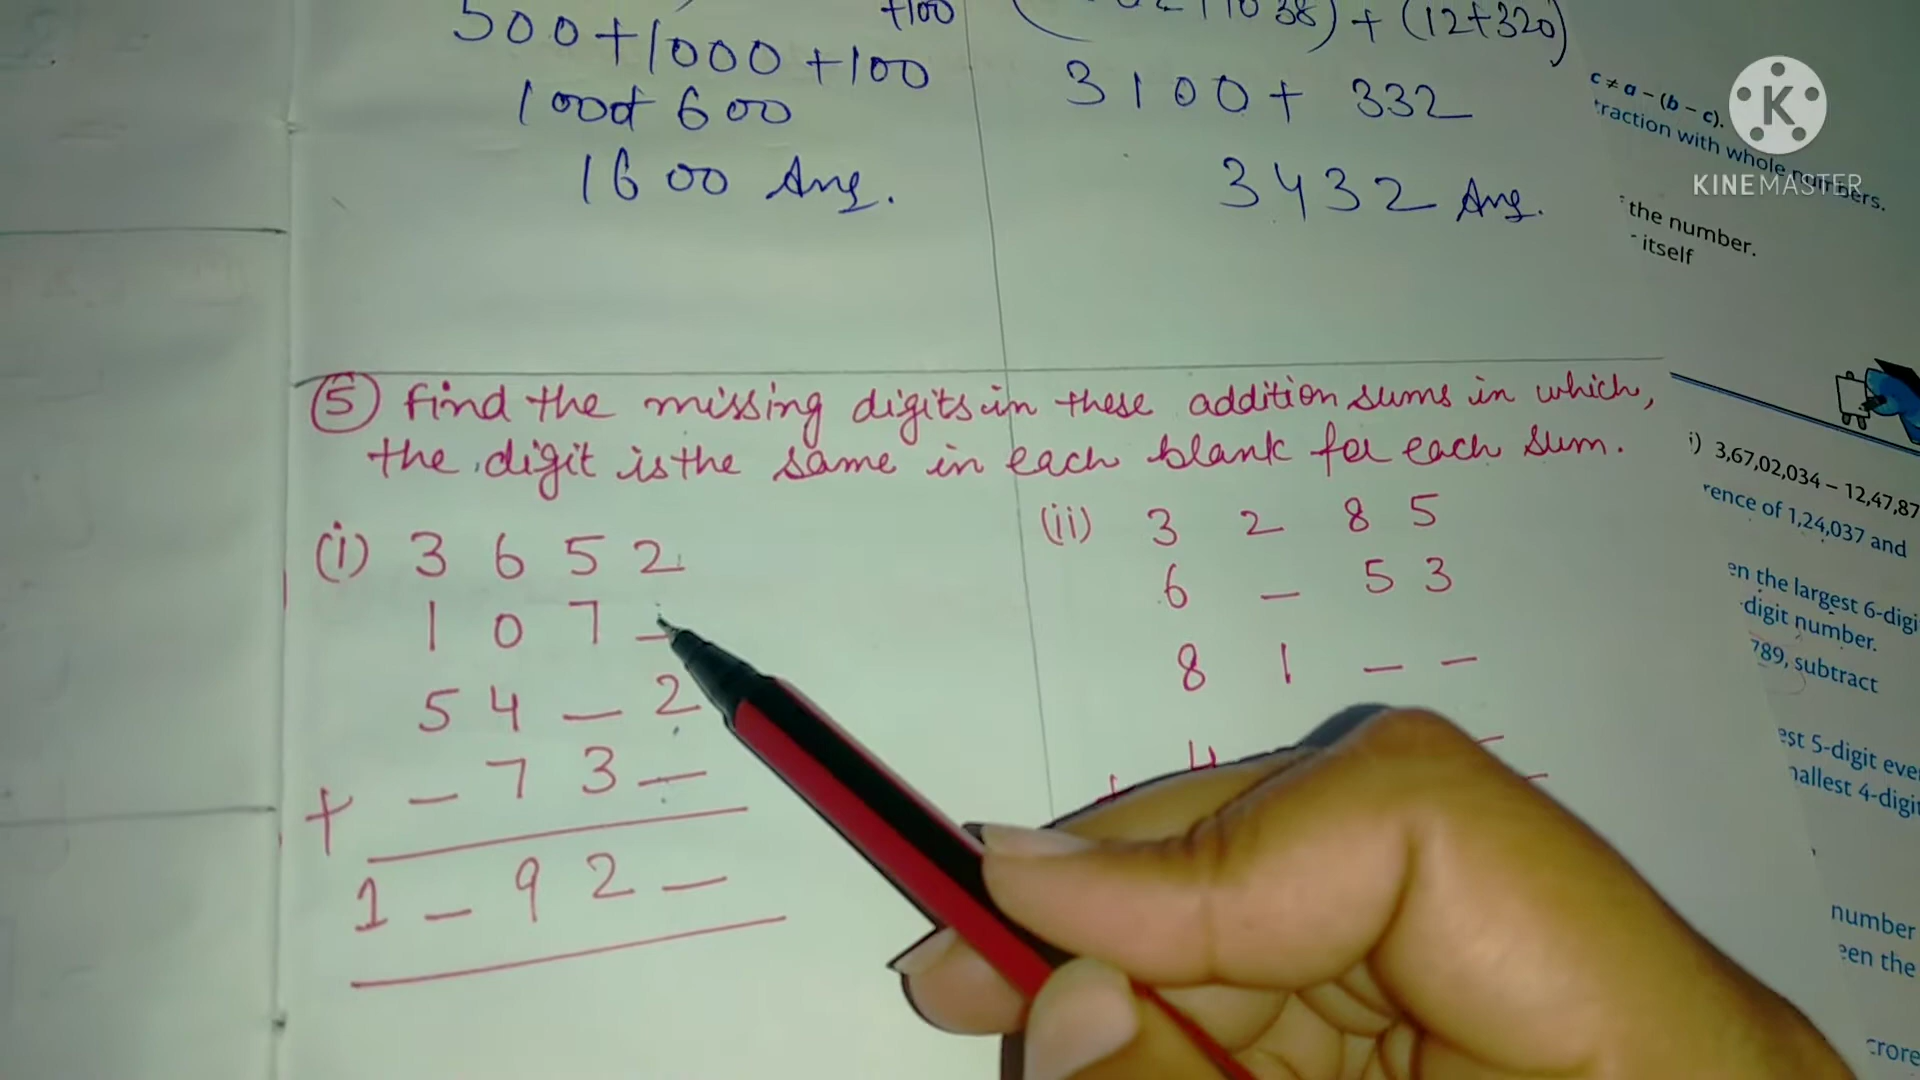 +100
500+1000+100
1000+ 600
1600 Ans.
38) + (12+320)
3100+ 332
3432 Ans.
c ≠ a – (b – c).
traction with whole numbers.
the number.
itself
KINEMASTER
5 Find the missing digits in these addition sums in which,
the digit is the same in each blank for each sum.
(i) 3 6 5 2
1 0 7 _
5 4 _ 2
+ _ 7 3 _
1 _ 9 2 _
(ii) 3 2 8 5
6 _ 5 3
8 1 _ _
+ 4
i) 3,67,02,034 – 12,47,87
rence of 1,24,037 and
en the largest 6-digi
digit number.
789, subtract
est 5-digit eve
nallest 4-digit
number
een the
crore